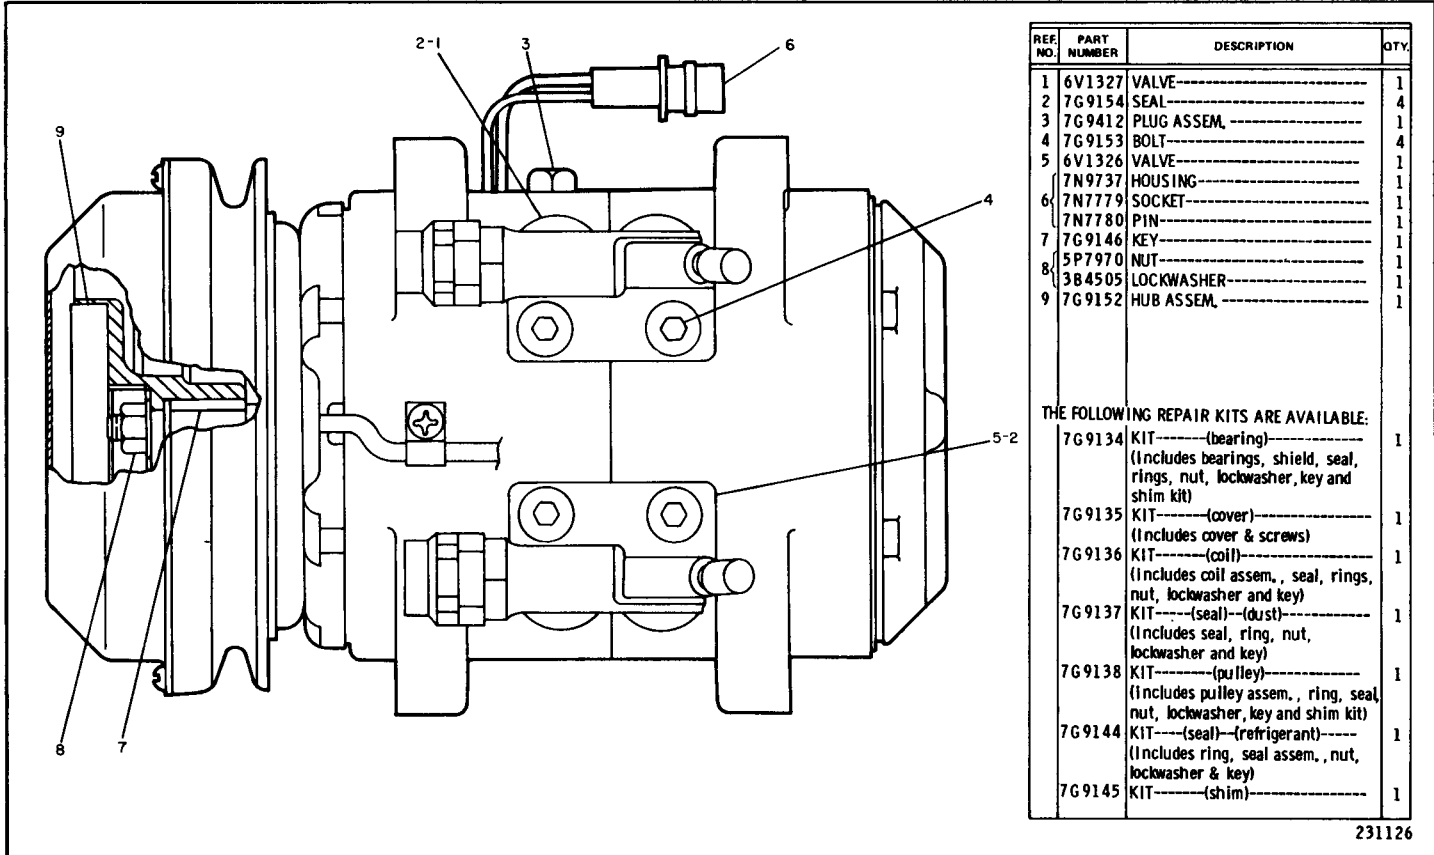 2-1
3
6
9
4
5-2
8
7
REF. NO. PART NUMBER DESCRIPTION QTY.
1 6V1327 VALVE 1
2 7G9154 SEAL 4
3 7G9412 PLUG ASSEM. 1
4 7G9153 BOLT 4
5 6V1326 VALVE 1
6 7N9737 HOUSING 1
7N7779 SOCKET 1
7N7780 PIN 1
7 7G9146 KEY 1
8 5P7970 NUT 1
3B4505 LOCKWASHER 1
9 7G9152 HUB ASSEM. 1
THE FOLLOWING REPAIR KITS ARE AVAILABLE:
7G9134 KIT-------(bearing)-------------- 1
(Includes bearings, shield, seal,
rings, nut, lockwasher, key and
shim kit)
7G9135 KIT-------(cover)----------------- 1
(Includes cover & screws)
7G9136 KIT-------(coil)------------------- 1
(Includes coil assem., seal, rings,
nut, lockwasher and key)
7G9137 KIT-----(seal)--(dust)------------- 1
(Includes seal, ring, nut,
lockwasher and key)
7G9138 KIT--------(pulley)-------------- 1
(Includes pulley assem., ring, seal,
nut, lockwasher, key and shim kit)
7G9144 KIT----(seal)--(refrigerant)----- 1
(Includes ring, seal assem., nut,
lockwasher & key)
7G9145 KIT-------(shim)----------------- 1
231126